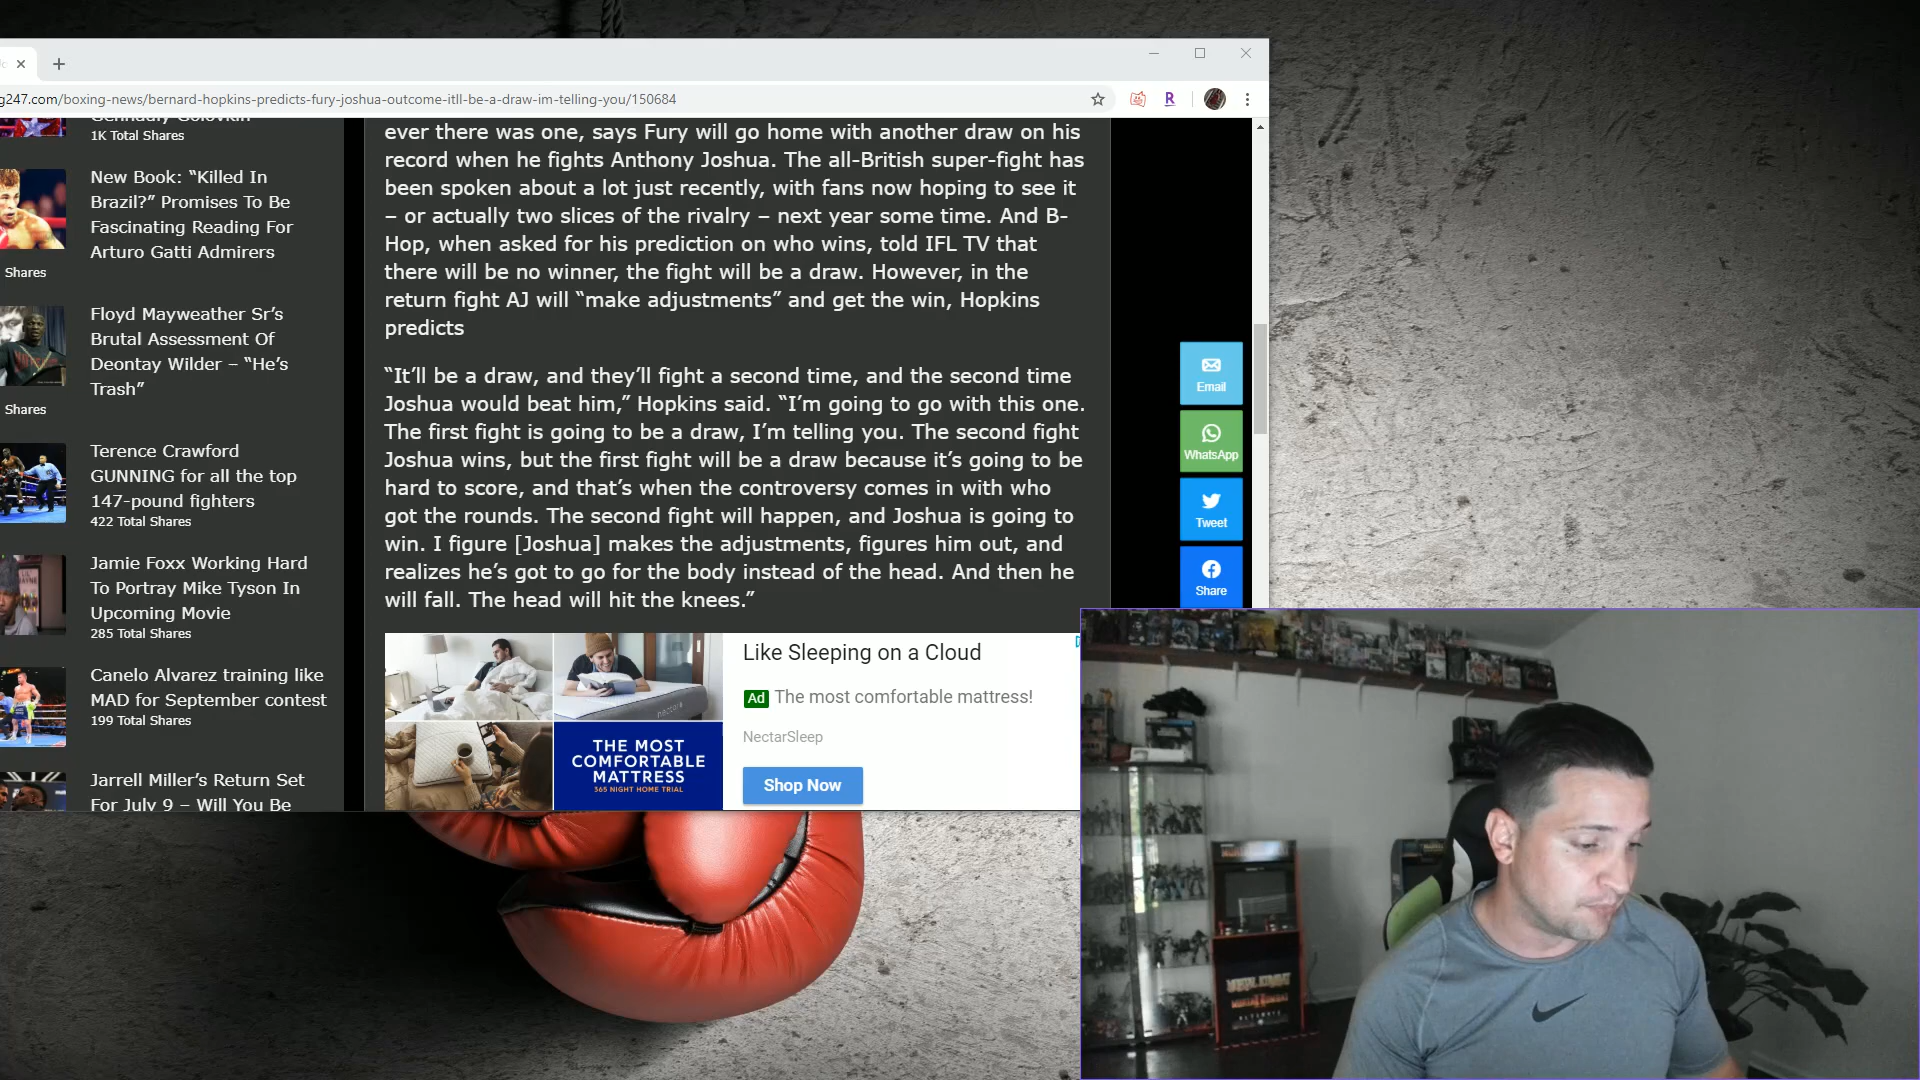 g247.com/boxing-news/bernard-hopkins-predicts-fury-joshua-outcome-itll-be-a-draw-im-telling-you/150684
1K Total Shares
New Book: “Killed In
Brazil?” Promises To Be
Fascinating Reading For
Arturo Gatti Admirers
Shares
Floyd Mayweather Sr’s
Brutal Assessment Of
Deontay Wilder – “He’s
Trash”
Shares
Terence Crawford
GUNNING for all the top
147-pound fighters
422 Total Shares
Jamie Foxx Working Hard
To Portray Mike Tyson In
Upcoming Movie
285 Total Shares
Canelo Alvarez training like
MAD for September contest
199 Total Shares
Jarrell Miller’s Return Set
For July 9 – Will You Be
ever there was one, says Fury will go home with another draw on his
record when he fights Anthony Joshua. The all-British super-fight has
been spoken about a lot just recently, with fans now hoping to see it
– or actually two slices of the rivalry – next year some time. And B-
Hop, when asked for his prediction on who wins, told IFL TV that
there will be no winner, the fight will be a draw. However, in the
return fight AJ will “make adjustments” and get the win, Hopkins
predicts
“It’ll be a draw, and they’ll fight a second time, and the second time
Joshua would beat him,” Hopkins said. “I’m going to go with this one.
The first fight is going to be a draw, I’m telling you. The second fight
Joshua wins, but the first fight will be a draw because it’s going to be
hard to score, and that’s when the controversy comes in with who
got the rounds. The second fight will happen, and Joshua is going to
win. I figure [Joshua] makes the adjustments, figures him out, and
realizes he’s got to go for the body instead of the head. And then he
will fall. The head will hit the knees.”
THE MOST
COMFORTABLE
MATTRESS
365 NIGHT HOME TRIAL
Like Sleeping on a Cloud
Ad The most comfortable mattress!
NectarSleep
Shop Now
Email
WhatsApp
Tweet
Share